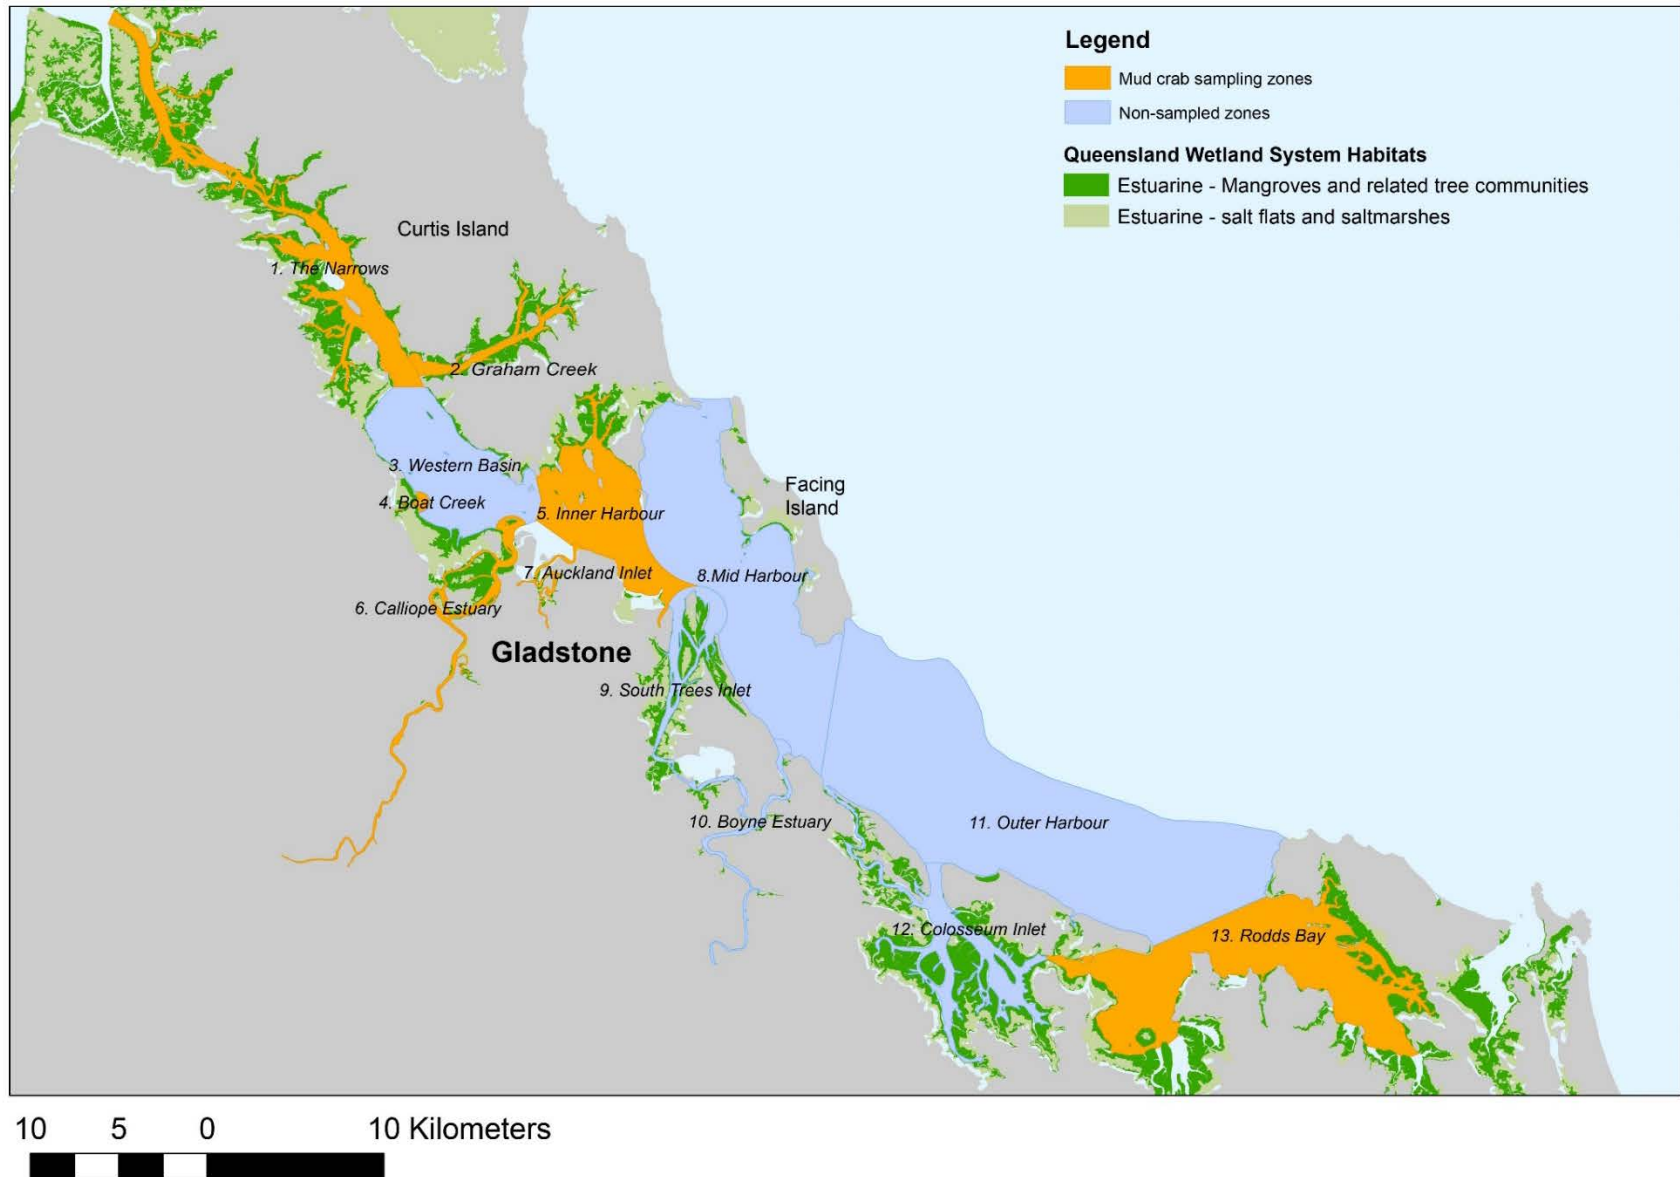 Legend
Mud crab sampling zones
Non-sampled zones
Queensland Wetland System Habitats
Estuarine - Mangroves and related tree communities
Estuarine - salt flats and saltmarshes
Curtis Island
1. The Narrows
2. Graham Creek
3. Western Basin
4. Boat Creek
Facing
Island
5. Inner Harbour
7. Auckland Inlet
8.Mid Harbour
6. Calliope Estuary
Gladstone
9. South Trees Inlet
10. Boyne Estuary
11. Outer Harbour
12. Colosseum Inlet
13. Rodds Bay
10 5 0 10 Kilometers